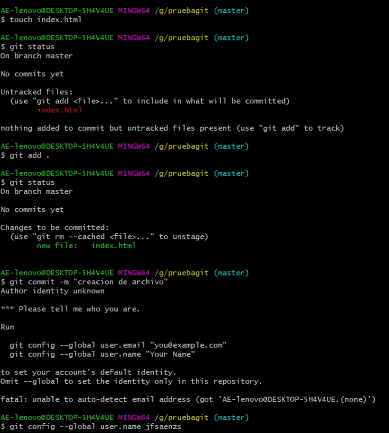 AE-lenovo@DESKTOP-5H4V4UE MINGW64 /g/pruebagit (master)
$ touch index.html
AE-lenovo@DESKTOP-5H4V4UE MINGW64 /g/pruebagit (master)
$ git status
On branch master
No commits yet
Untracked files:
(use "git add <file>..." to include in what will be committed)
index.html
nothing added to commit but untracked files present (use "git add" to track)
AE-lenovo@DESKTOP-5H4V4UE MINGW64 /g/pruebagit (master)
$ git add .
AE-lenovo@DESKTOP-5H4V4UE MINGW64 /g/pruebagit (master)
$ git status
On branch master
No commits yet
Changes to be committed:
(use "git rm --cached <file>..." to unstage)
new file:   index.html
AE-lenovo@DESKTOP-5H4V4UE MINGW64 /g/pruebagit (master)
$ git commit -m "creacion de archivo"
Author identity unknown
*** Please tell me who you are.
Run
git config --global user.email "you@example.com"
git config --global user.name "Your Name"
to set your account's default identity.
Omit --global to set the identity only in this repository.
fatal: unable to auto-detect email address (got 'AE-lenovo@DESKTOP-5H4V4UE.(none)')
AE-lenovo@DESKTOP-5H4V4UE MINGW64 /g/pruebagit (master)
$ git config --global user.name jfsaenzs